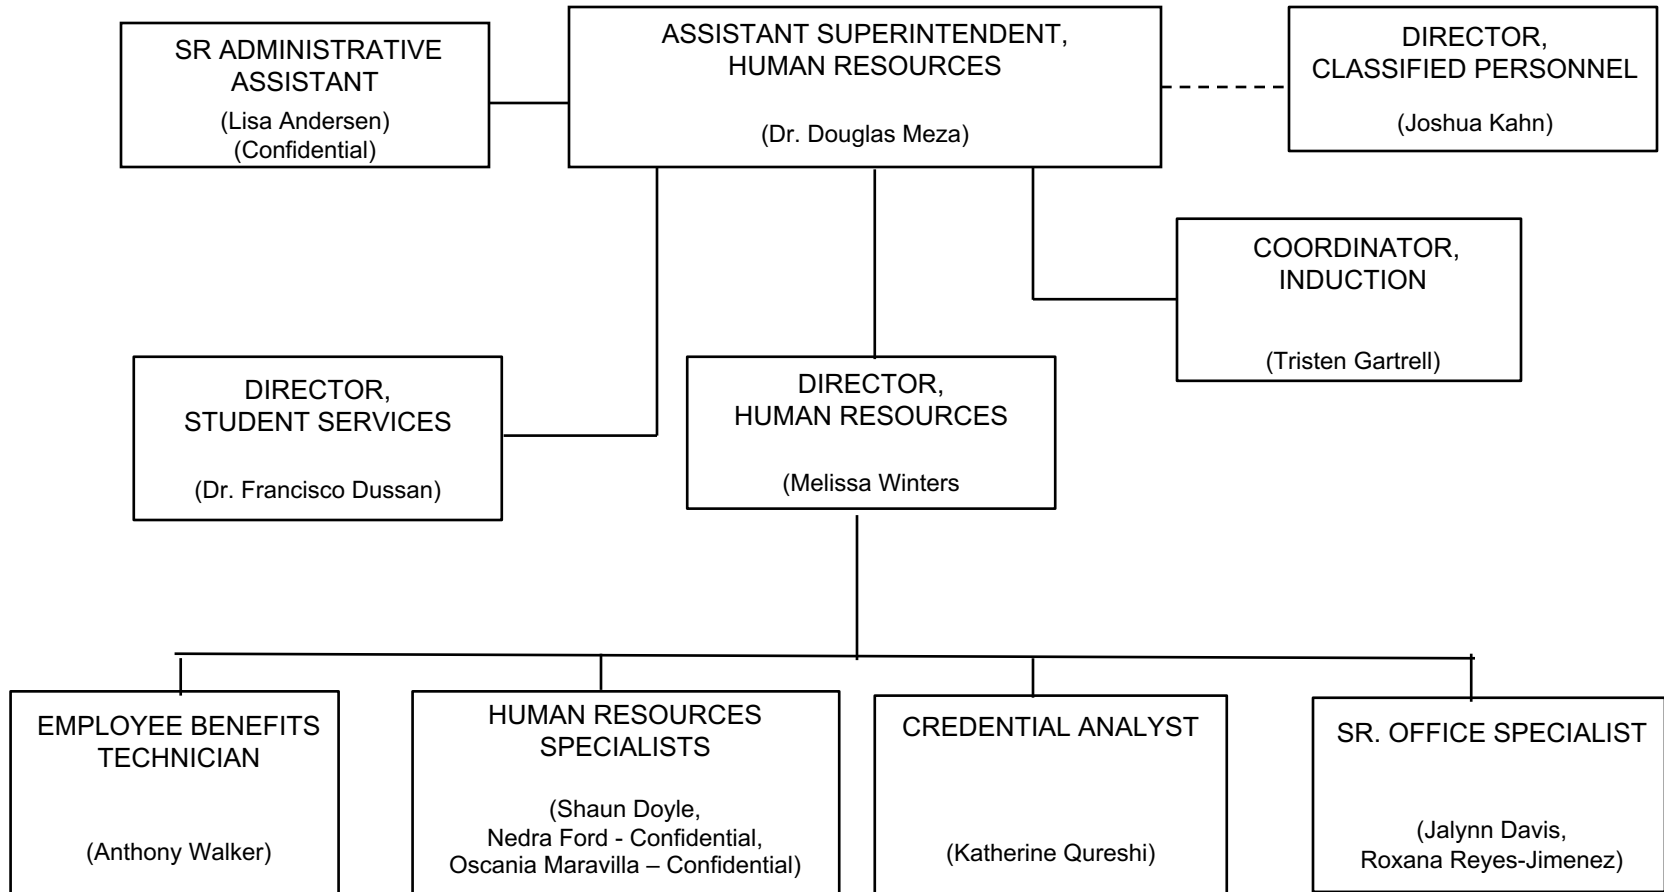 SR ADMINISTRATIVE
ASSISTANT
(Lisa Andersen)
(Confidential)
ASSISTANT SUPERINTENDENT,
HUMAN RESOURCES
(Dr. Douglas Meza)
DIRECTOR,
CLASSIFIED PERSONNEL
(Joshua Kahn)
COORDINATOR,
INDUCTION
(Tristen Gartrell)
DIRECTOR,
STUDENT SERVICES
(Dr. Francisco Dussan)
DIRECTOR,
HUMAN RESOURCES
(Melissa Winters
EMPLOYEE BENEFITS
TECHNICIAN
(Anthony Walker)
HUMAN RESOURCES
SPECIALISTS
(Shaun Doyle,
Nedra Ford - Confidential,
Oscania Maravilla – Confidential)
CREDENTIAL ANALYST
(Katherine Qureshi)
SR. OFFICE SPECIALIST
(Jalynn Davis,
Roxana Reyes-Jimenez)